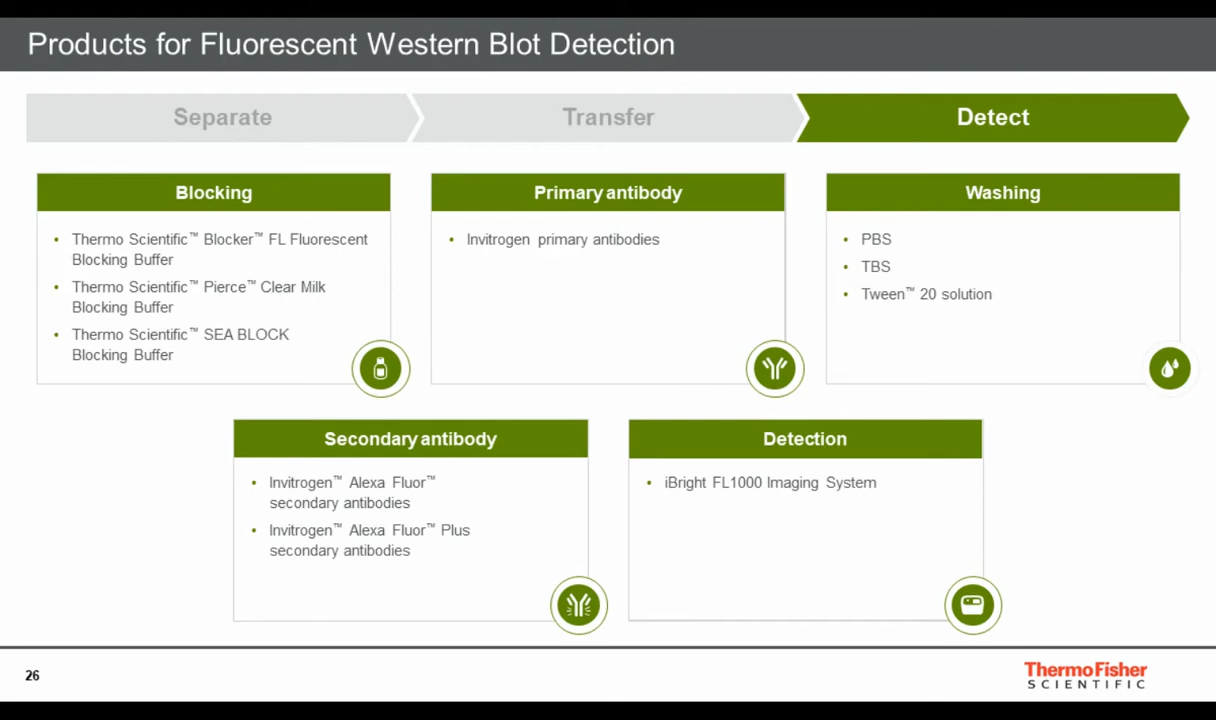 Products for Fluorescent Western Blot Detection
Separate
Transfer
Detect
Blocking
• Thermo Scientific™ Blocker™ FL Fluorescent
Blocking Buffer
• Thermo Scientific™ Pierce™ Clear Milk
Blocking Buffer
• Thermo Scientific™ SEA BLOCK
Blocking Buffer
Primary antibody
• Invitrogen primary antibodies
Washing
• PBS
• TBS
• Tween™ 20 solution
Secondary antibody
• Invitrogen™ Alexa Fluor™
secondary antibodies
• Invitrogen™ Alexa Fluor™ Plus
secondary antibodies
Detection
• iBright FL1000 Imaging System
26
ThermoFisher
SCIENTIFIC